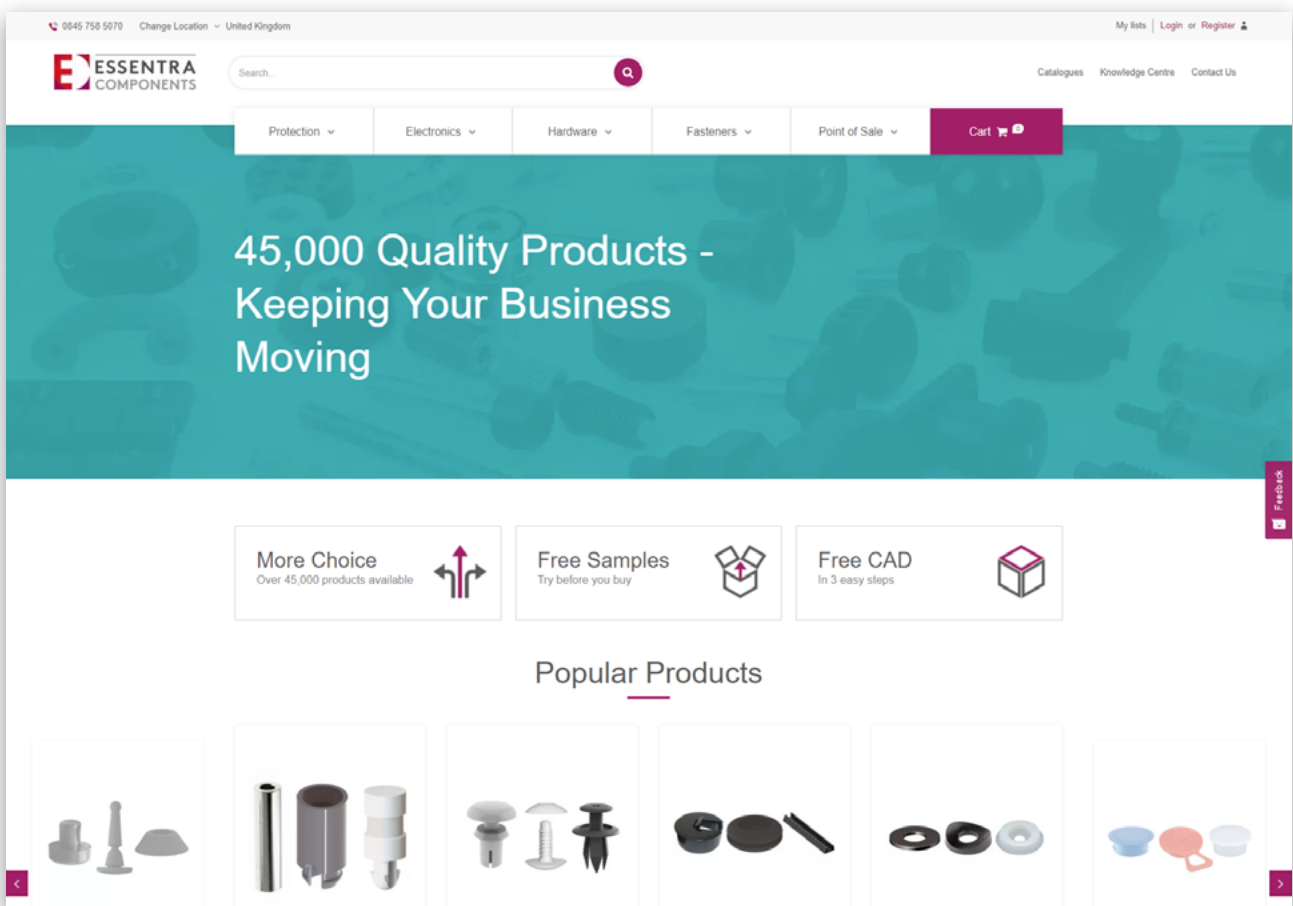 0845 758 5070 Change Location United Kingdom
My lists Login or Register
ESSENTRA
COMPONENTS
Search...
Catalogues Knowledge Centre Contact Us
Protection Electronics Hardware Fasteners Point of Sale Cart 0
45,000 Quality Products -
Keeping Your Business
Moving
Feedback
More Choice
Over 45,000 products available
Free Samples
Try before you buy
Free CAD
In 3 easy steps
Popular Products